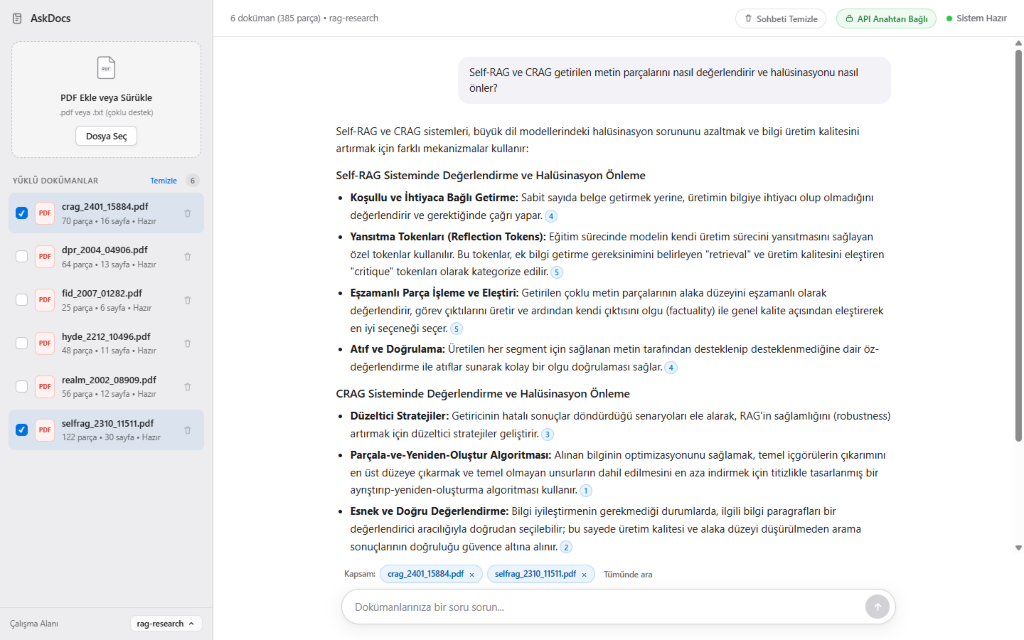 AskDocs
PDF
PDF Ekle veya Sürükle
.pdf veya .txt (çoklu destek)
Dosya Seç
YÜKLÜ DOKÜMANLAR Temizle 6
PDF crag_2401_15884.pdf
70 parça • 16 sayfa • Hazır
PDF dpr_2004_04906.pdf
64 parça • 13 sayfa • Hazır
PDF fid_2007_01282.pdf
25 parça • 6 sayfa • Hazır
PDF hyde_2212_10496.pdf
48 parça • 11 sayfa • Hazır
PDF realm_2002_08909.pdf
56 parça • 12 sayfa • Hazır
PDF selfrag_2310_11511.pdf
122 parça • 30 sayfa • Hazır
Çalışma Alanı rag-research
6 doküman (385 parça) • rag-research
Sohbeti Temizle
API Anahtarı Bağlı
Sistem Hazır
Self-RAG ve CRAG getirilen metin parçalarını nasıl değerlendirir ve halüsinasyonu nasıl
önler?
Self-RAG ve CRAG sistemleri, büyük dil modellerindeki halüsinasyon sorununu azaltmak ve bilgi üretim kalitesini
artırmak için farklı mekanizmalar kullanır:
Self-RAG Sisteminde Değerlendirme ve Halüsinasyon Önleme
• Koşullu ve İhtiyaca Bağlı Getirme: Sabit sayıda belge getirmek yerine, üretimin bilgiye ihtiyacı olup olmadığını
değerlendirir ve gerektiğinde çağrı yapar. 4
• Yansıtma Tokenları (Reflection Tokens): Eğitim sürecinde modelin kendi üretim sürecini yansıtmasını sağlayan
özel tokenlar kullanılır. Bu tokenlar, ek bilgi getirme gereksinimini belirleyen "retrieval" ve üretim kalitesini eleştiren
"critique" tokenları olarak kategorize edilir. 5
• Eşzamanlı Parça İşleme ve Eleştiri: Getirilen çoklu metin parçalarının alaka düzeyini eşzamanlı olarak
değerlendirir, görev çıktılarını üretir ve ardından kendi çıktısını olgu (factuality) ile genel kalite açısından eleştirerek
en iyi seçeneği seçer. 5
• Atıf ve Doğrulama: Üretilen her segment için sağlanan metin tarafından desteklenip desteklenmediğine dair öz-
değerlendirme ile atıflar sunarak kolay bir olgu doğrulaması sağlar. 4
CRAG Sisteminde Değerlendirme ve Halüsinasyon Önleme
• Düzeltici Stratejiler: Getiricinin hatalı sonuçlar döndürdüğü senaryoları ele alarak, RAG'in sağlamlığını (robustness)
artırmak için düzeltici stratejiler geliştirir. 3
• Parçala-ve-Yeniden-Oluştur Algoritması: Alınan bilginin optimizasyonunu sağlamak, temel içgörülerin çıkarımını
en üst düzeye çıkarmak ve temel olmayan unsurların dahil edilmesini en aza indirmek için titizlikle tasarlanmış bir
ayrıştırıp-yeniden-oluşturma algoritması kullanır. 1
• Esnek ve Doğru Değerlendirme: Bilgi iyileştirmenin gerekmediği durumlarda, ilgili bilgi paragrafları bir
değerlendirici aracılığıyla doğrudan seçilebilir; bu sayede üretim kalitesi ve alaka düzeyi düşürülmeden arama
sonuçlarının doğruluğu güvence altına alınır. 2
Kapsam: crag_2401_15884.pdf × selfrag_2310_11511.pdf × Tümünde ara
Dokümanlarınıza bir soru sorun...